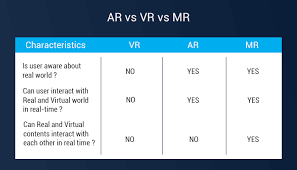 AR vs VR vs MR
Characteristics VR AR MR
Is user aware about
real world ? NO YES YES
Can user interact with
Real and Virtual world
in real-time ? NO YES YES
Can Real and Virtual
contents interact with
each other in real time ? NO NO YES